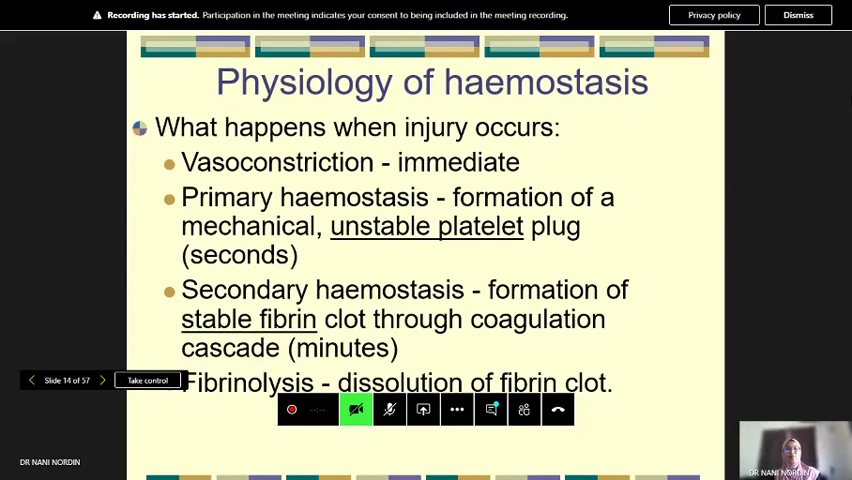 Recording has started. Participation in the meeting indicates your consent to being included in the meeting recording.
Privacy policy
Dismiss
Physiology of haemostasis
What happens when injury occurs:
Vasoconstriction - immediate
Primary haemostasis - formation of a
mechanical, unstable platelet plug
(seconds)
Secondary haemostasis - formation of
stable fibrin clot through coagulation
cascade (minutes)
Fibrinolysis - dissolution of fibrin clot.
Slide 14 of 57
Take control
--:--
DR NANI NORDIN
DR NANI NORDIN